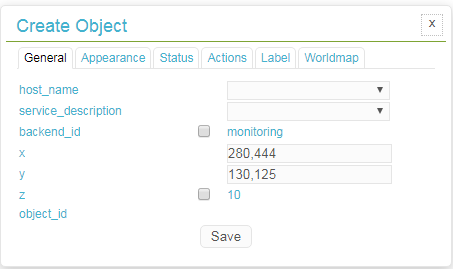 Create Object x
General Appearance Status Actions Label Worldmap
host_name
service_description
backend_id monitoring
x 280,444
y 130,125
z 10
object_id
Save